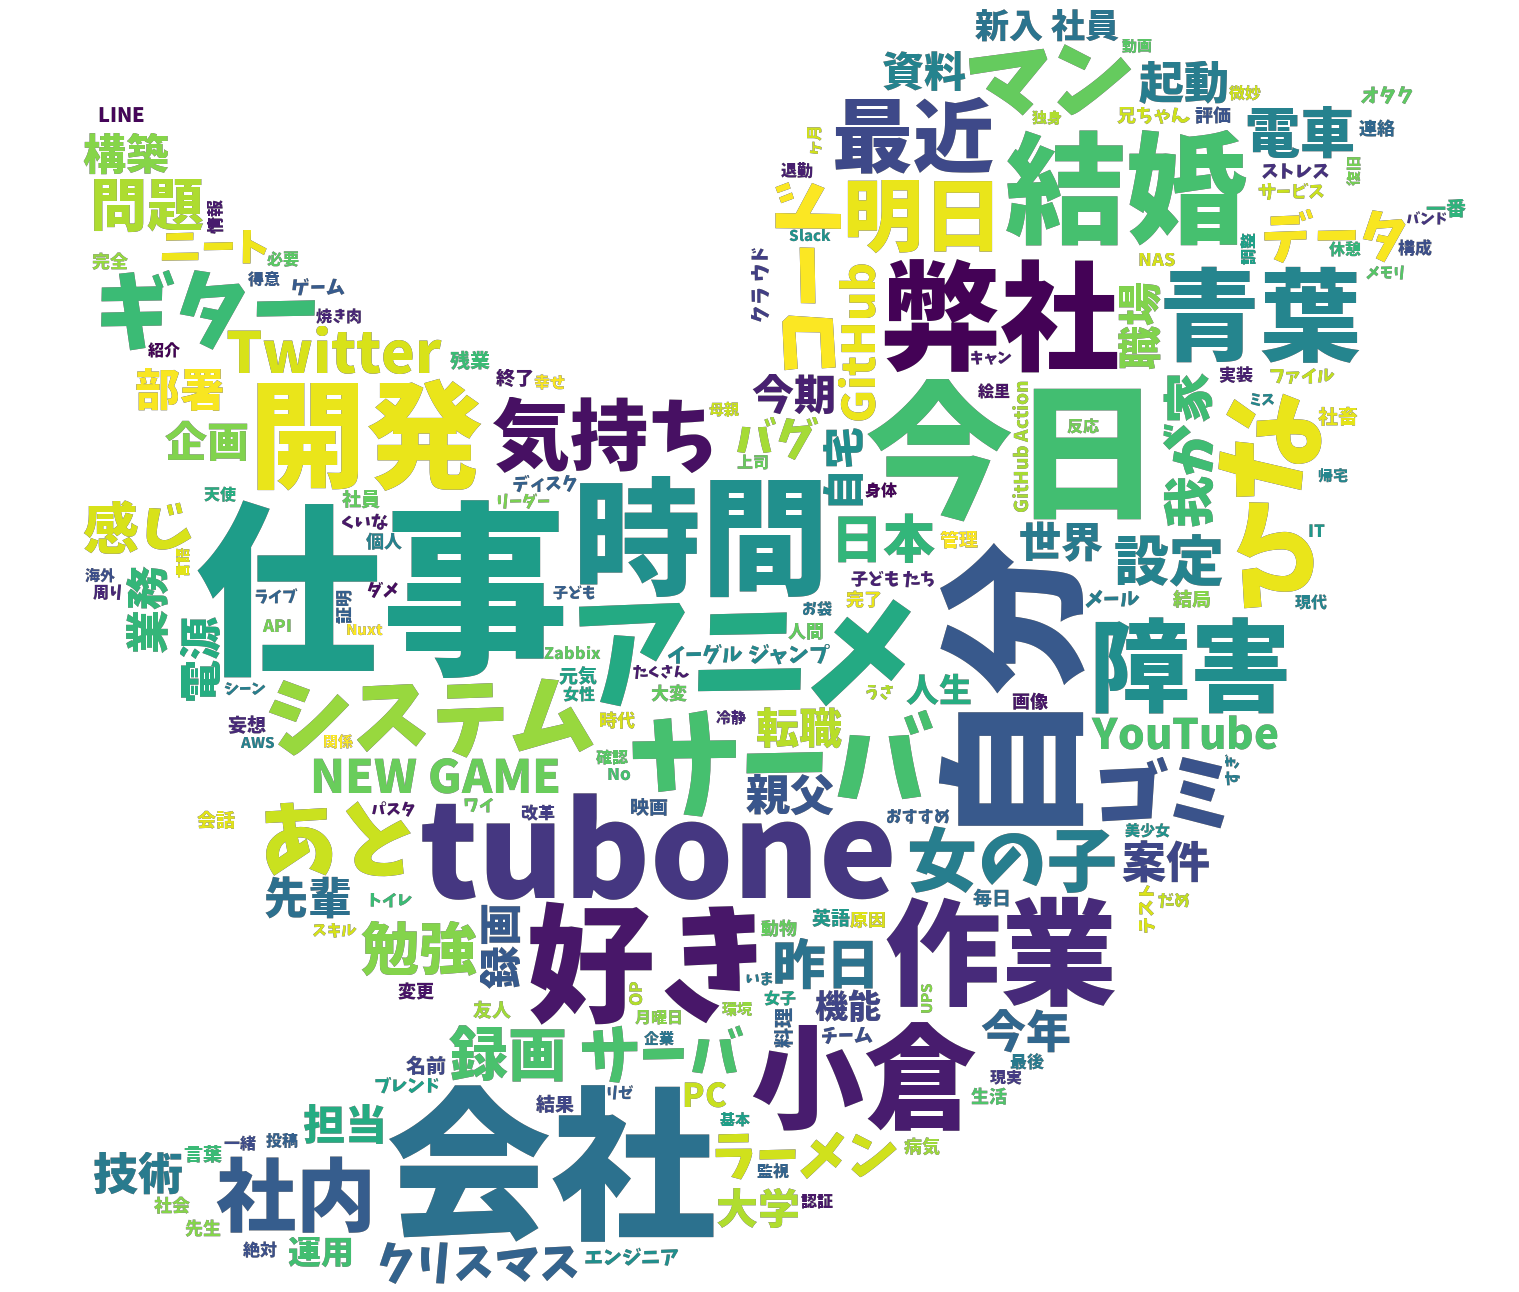 新入 社員
動画
資料
マン
起動
微妙
オタク
LINE
最近
独身
兄ちゃん
評価
電車
連絡
構築
ヶ月
結婚
退勤
ストレス
復旧
問題
情報
コード
明日
サービス
一番
バンド
データ
Slack
ニート
必要
完全
クラウド
NAS
調整
休憩
構成
メモリ
得意
ゲーム
ギター
焼き肉
GitHub
弊社
職場
青葉
Twitter
紹介
残業
キャン
部署
終了
幸せ
今期
絵里
実装
ファイル
開発
気持ち
母親
バグ
今日
GitHub Action
反応
我が家
ミス
ひな
社畜
企画
上司
自宅
身体
帰宅
ディスク
天使
社員
リーダー
感じ
くいな
個人
仕事
時間
日本
管理
世界
設定
IT
海外
周り
業務
ライブ
証明
ダメ
子ども
子どもたち
完了
お袋
自分
メール
結局
現代
電源
API
Nuxt
アニメ
人間
障害
Zabbix
イーグル ジャンプ
たくさん
元気
女性
大変
うさ
人生
シーン
画像
システム
妄想
AWS
関係
時代
冷静
転職
サーバ
YouTube
NEW GAME
確認
No
親父
ゴミ
すき
会話
あと
パスタ
ワイ
改革
映画
おすすめ
tubone
女の子
美少女
案件
先輩
トイレ
毎日
テスト
だめ
スキル
勉強
録画
好き
動物
英語
原因
作業
昨日
いま
変更
OP
女子
機能
UPS
友人
月曜日
環境
料理
チーム
今年
録画 サーバ
企業
小倉
最後
名前
現実
ブレンド
結果
リゼ
PC
生活
担当
会社
基本
一緒
投稿
ラーメン
病気
言葉
技術
社内
監視
社会
大学
認証
先生
絶対
運用
クリスマス
エンジニア